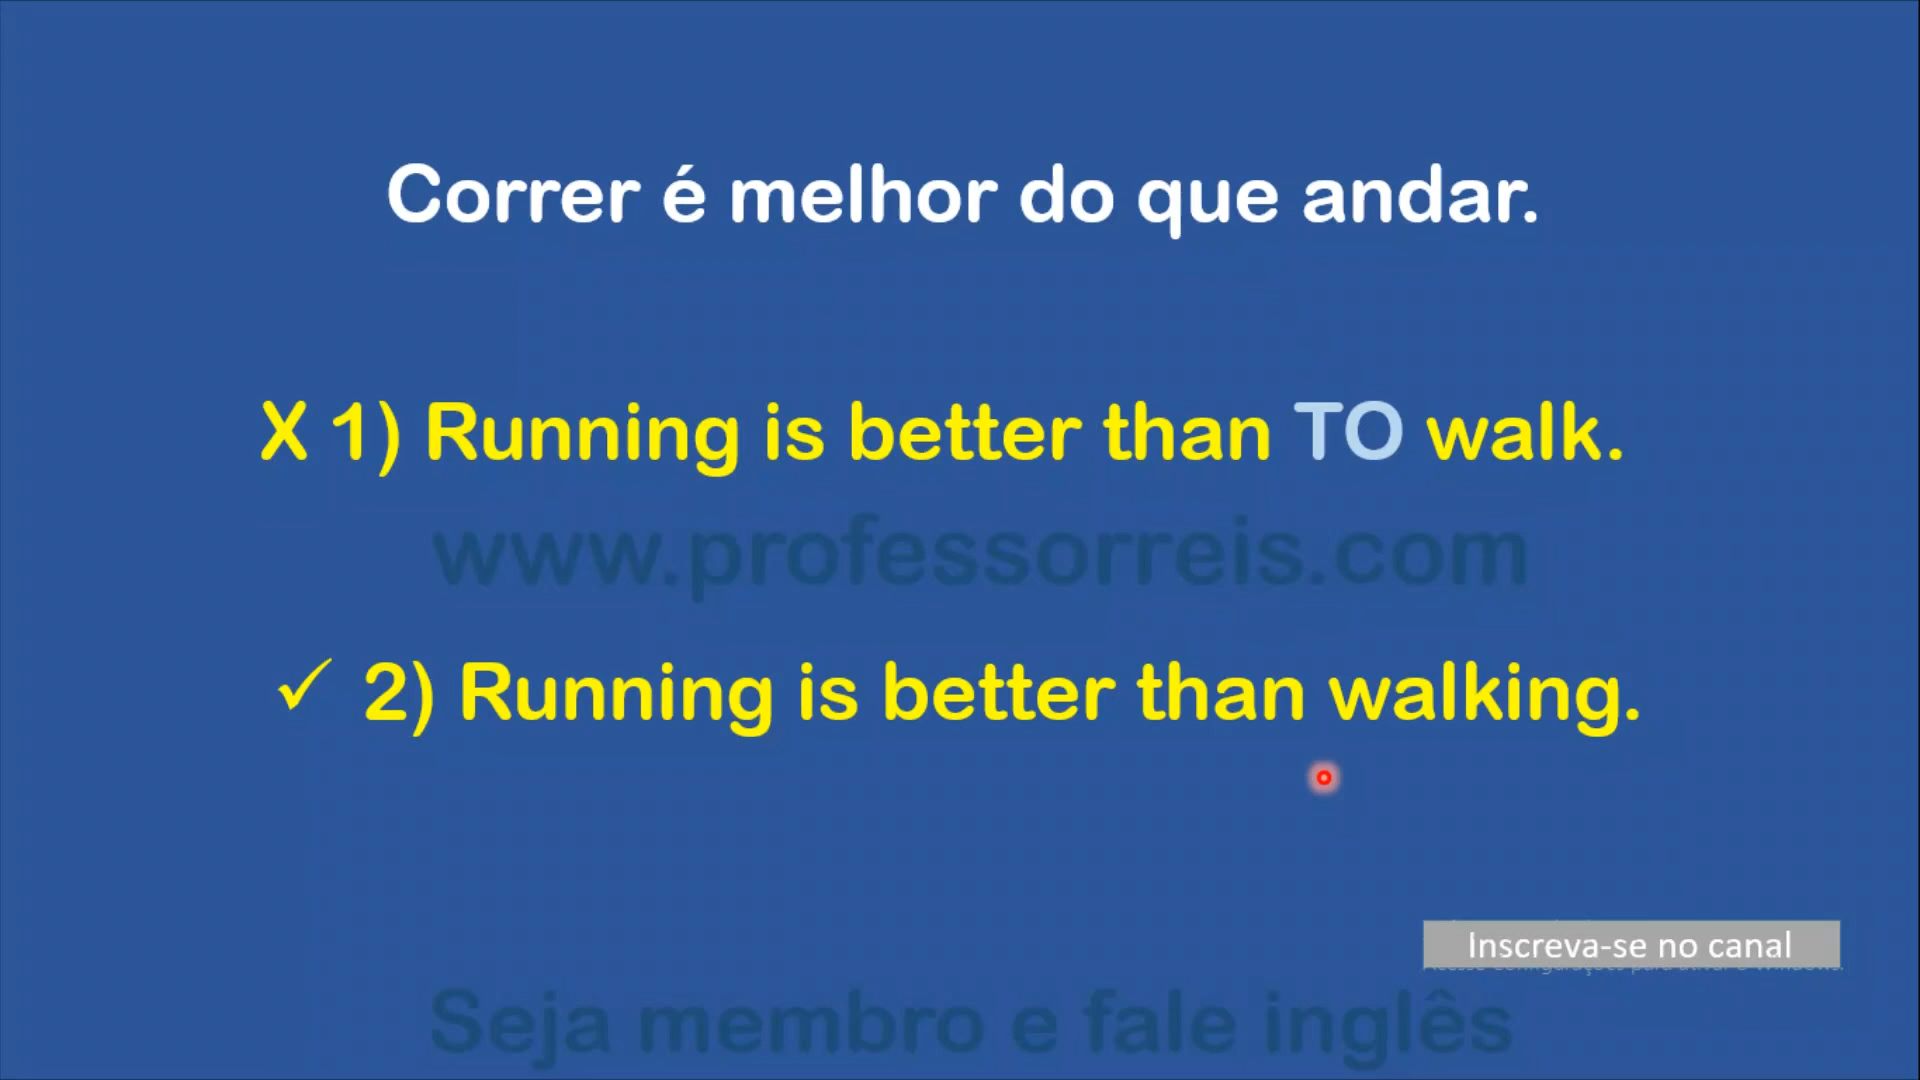 Correr é melhor do que andar.
X 1) Running is better than TO walk.
www.professorreis.com
✓ 2) Running is better than walking.
Inscreva-se no canal
Seja membro e fale inglês